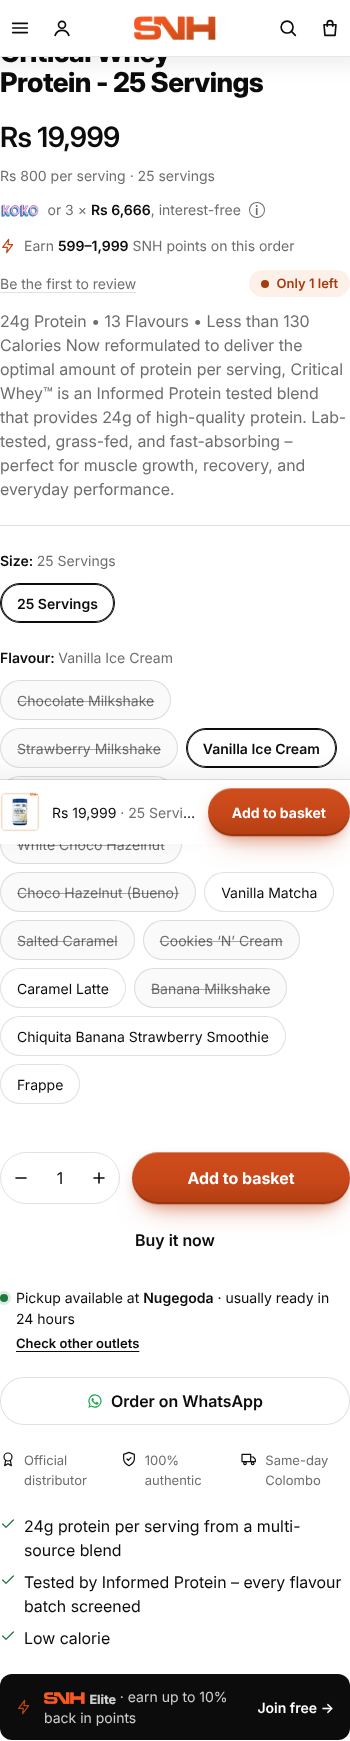 SNH
Critical Whey
Protein - 25 Servings
Rs 19,999
Rs 800 per serving · 25 servings
KOKO or 3 × Rs 6,666, interest-free
Earn 599–1,999 SNH points on this order
Be the first to review
Only 1 left
24g Protein • 13 Flavours • Less than 130
Calories Now reformulated to deliver the
optimal amount of protein per serving, Critical
Whey™ is an Informed Protein tested blend
that provides 24g of high-quality protein. Lab-
tested, grass-fed, and fast-absorbing –
perfect for muscle growth, recovery, and
everyday performance.
Size: 25 Servings
25 Servings
Flavour: Vanilla Ice Cream
Chocolate Milkshake
Strawberry Milkshake
Vanilla Ice Cream
Rs 19,999 · 25 Servi...
Add to basket
White Choco Hazelnut
Choco Hazelnut (Bueno)
Vanilla Matcha
Salted Caramel
Cookies ‘N’ Cream
Caramel Latte
Banana Milkshake
Chiquita Banana Strawberry Smoothie
Frappe
− 1 +
Add to basket
Buy it now
Pickup available at Nugegoda · usually ready in
24 hours
Check other outlets
Order on WhatsApp
Official
distributor
100%
authentic
Same-day
Colombo
24g protein per serving from a multi-
source blend
Tested by Informed Protein – every flavour
batch screened
Low calorie
SNH Elite · earn up to 10%
back in points
Join free →